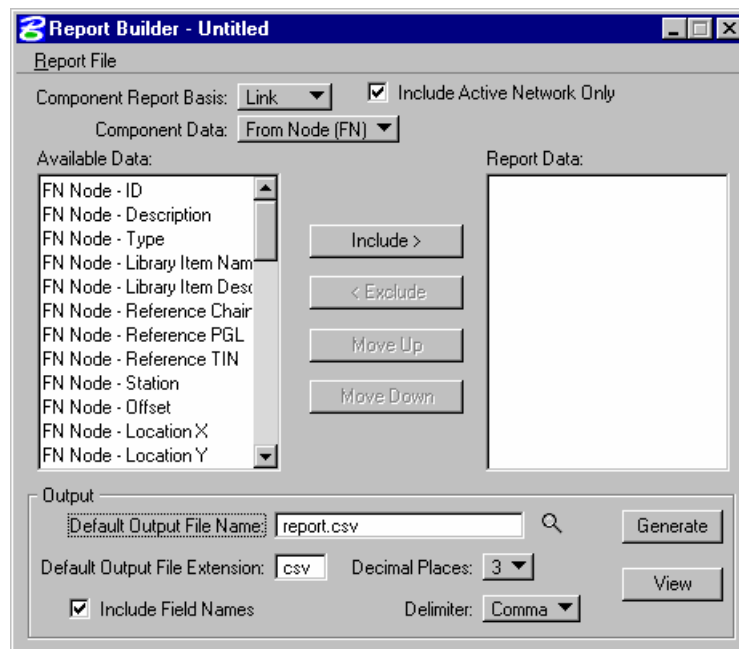 Report Builder - Untitled
Report File
Component Report Basis: Link
Include Active Network Only
Component Data: From Node (FN)
Available Data:
Report Data:
FN Node - ID
FN Node - Description
FN Node - Type
FN Node - Library Item Nam
FN Node - Library Item Desc
FN Node - Reference Chain
FN Node - Reference PGL
FN Node - Reference TIN
FN Node - Station
FN Node - Offset
FN Node - Location X
FN Node - Location Y
Include >
< Exclude
Move Up
Move Down
Output
Default Output File Name: report.csv
Generate
Default Output File Extension: csv
Decimal Places: 3
View
Include Field Names
Delimiter: Comma